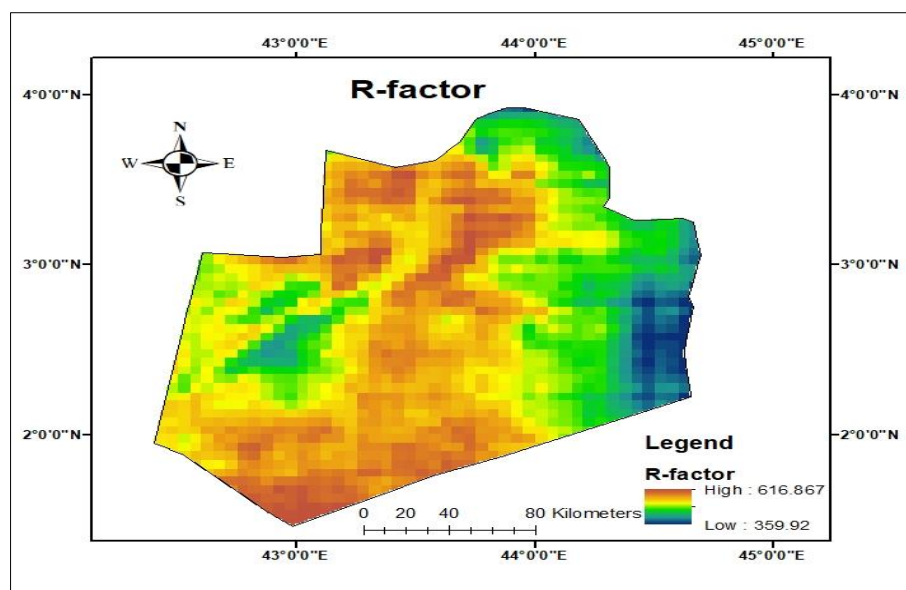 43°0'0"E 44°0'0"E 45°0'0"E
R-factor
4°0'0"N 4°0'0"N
N
W E
S
3°0'0"N 3°0'0"N
2°0'0"N 2°0'0"N
Legend
R-factor
High : 616.867
Low : 359.92
0 20 40 80 Kilometers
43°0'0"E 44°0'0"E 45°0'0"E